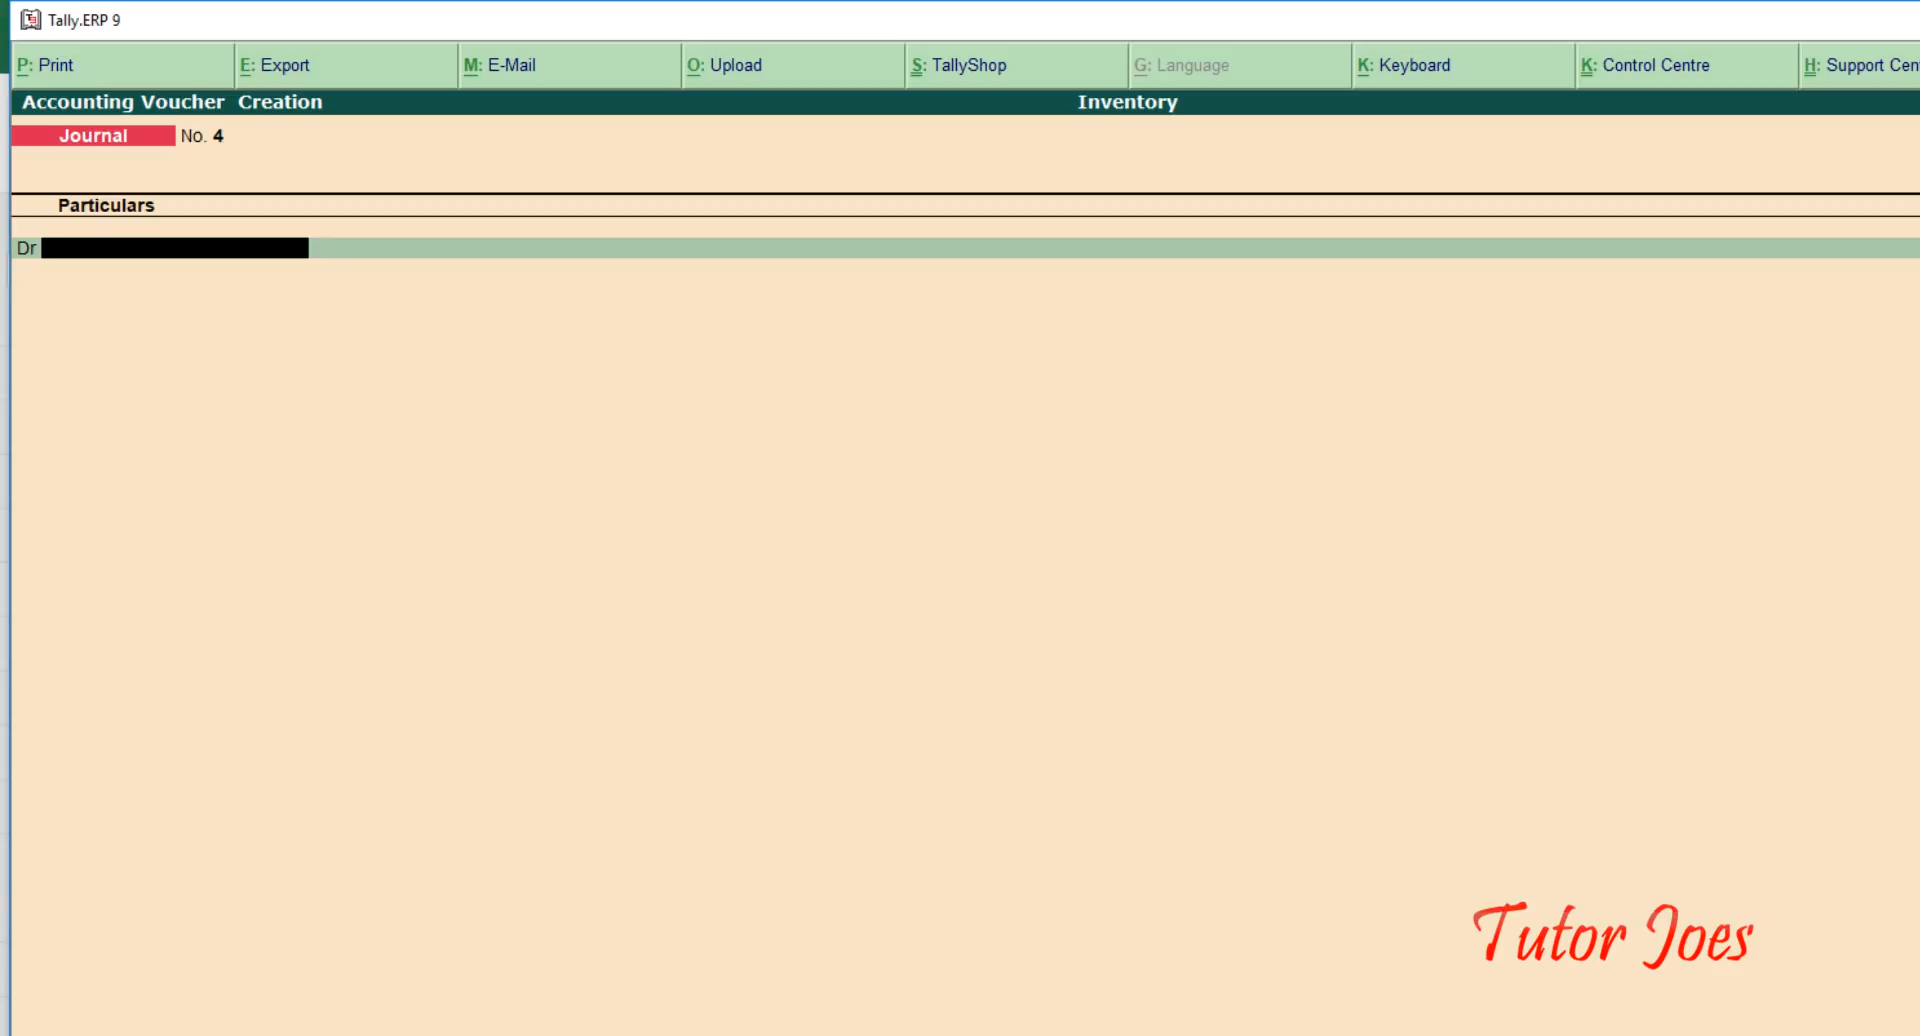 Tally.ERP 9
P: Print E: Export M: E-Mail O: Upload S: TallyShop G: Language K: Keyboard K: Control Centre H: Support Cen
Accounting Voucher Creation Inventory
Journal No. 4
Particulars
Dr
Tutor Joes